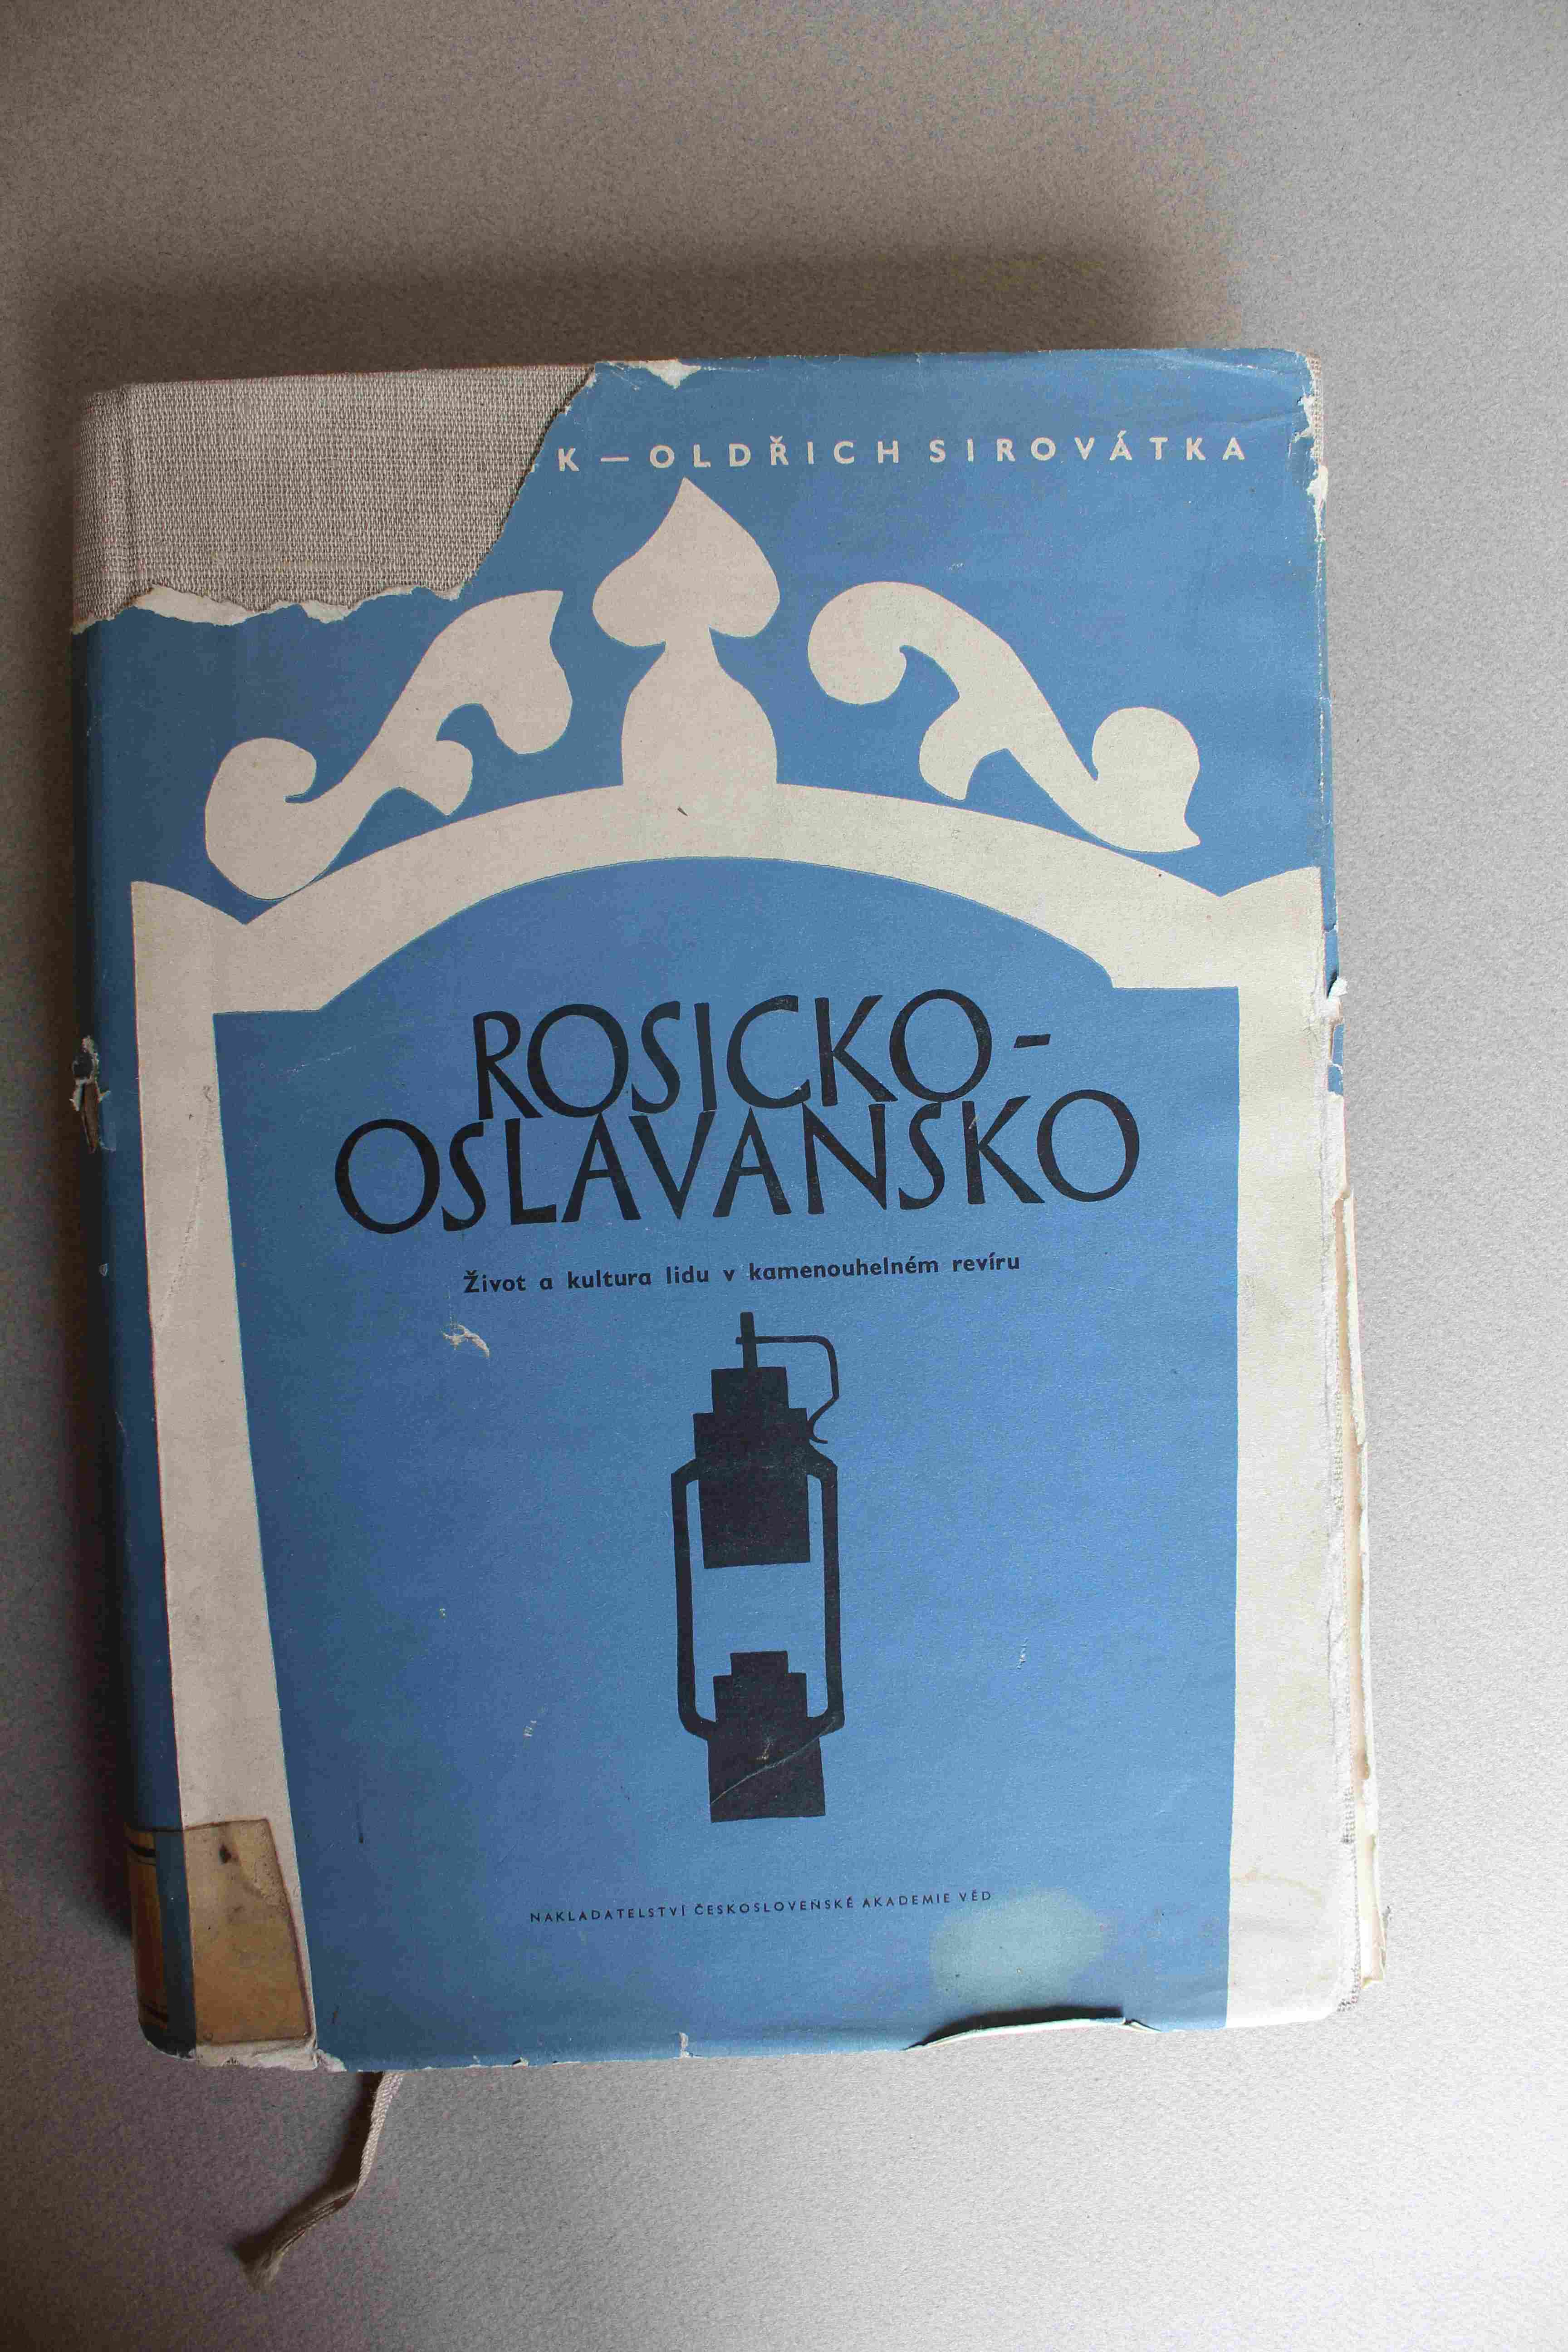 K — OLDŘICH SIROVÁTKA
ROSICKO-
OSLAVANSKO
Život a kultura lidu v kamenouhelném revíru
NAKLADATELSTVÍ ČESKOSLOVENSKÉ AKADEMIE VĚD